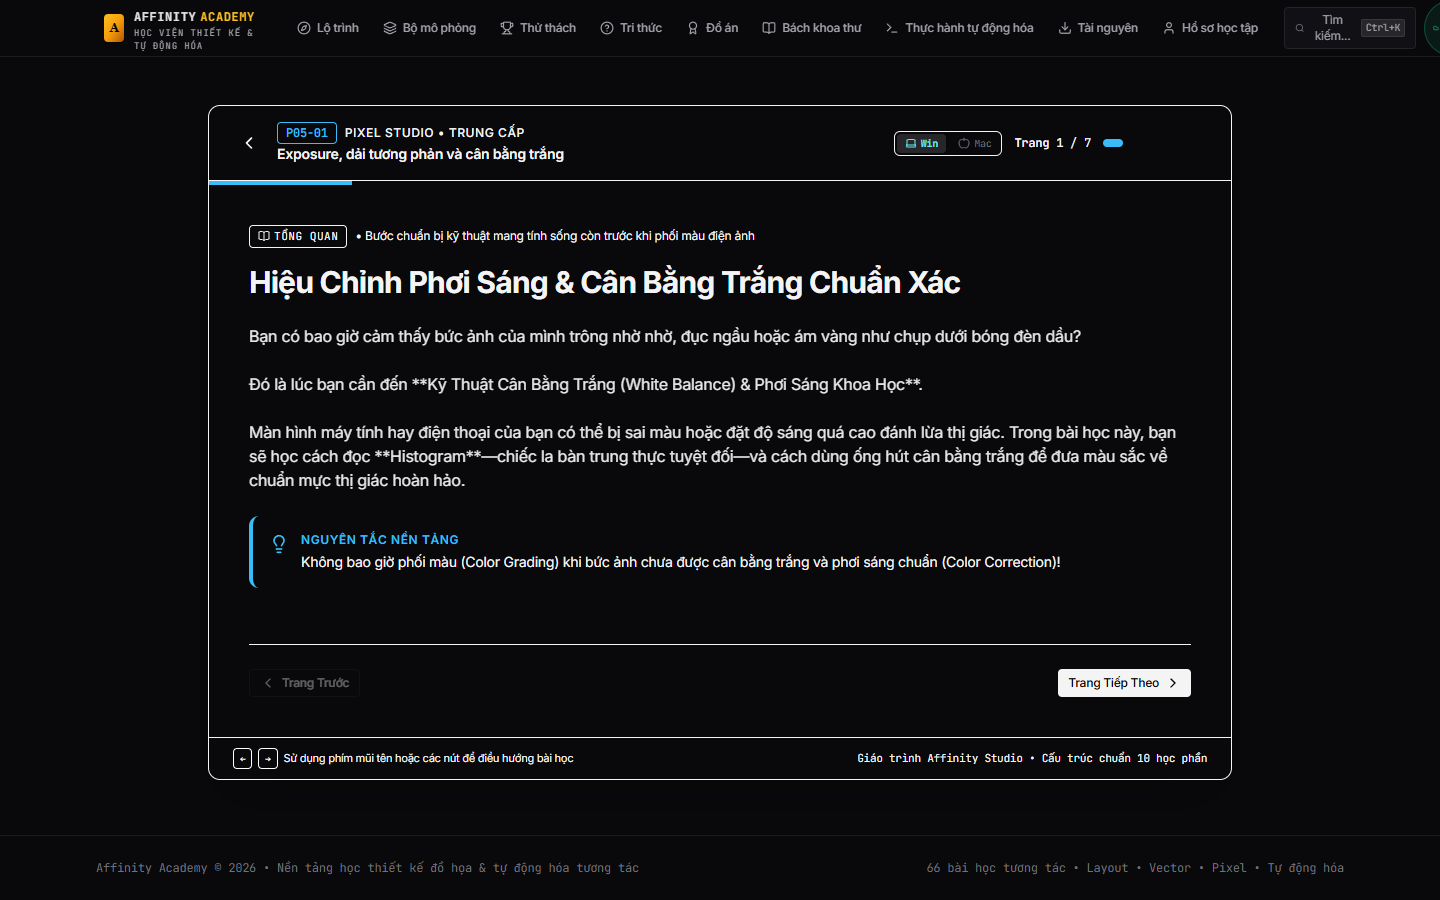 AFFINITY ACADEMY
HỌC VIỆN THIẾT KẾ &
TỰ ĐỘNG HÓA
Lộ trình
Bộ mô phỏng
Thử thách
Tri thức
Đồ án
Bách khoa thư
Thực hành tự động hóa
Tài nguyên
Hồ sơ học tập
Tìm
kiếm...
Ctrl+K
P05-01
PIXEL STUDIO • TRUNG CẤP
Exposure, dải tương phản và cân bằng trắng
Win
Mac
Trang 1 / 7
TỔNG QUAN
• Bước chuẩn bị kỹ thuật mang tính sống còn trước khi phối màu điện ảnh
Hiệu Chỉnh Phơi Sáng & Cân Bằng Trắng Chuẩn Xác
Bạn có bao giờ cảm thấy bức ảnh của mình trông nhờ nhờ, đục ngầu hoặc ám vàng như chụp dưới bóng đèn dầu?
Đó là lúc bạn cần đến **Kỹ Thuật Cân Bằng Trắng (White Balance) & Phơi Sáng Khoa Học**.
Màn hình máy tính hay điện thoại của bạn có thể bị sai màu hoặc đặt độ sáng quá cao đánh lừa thị giác. Trong bài học này, bạn
sẽ học cách đọc **Histogram**—chiếc la bàn trung thực tuyệt đối—và cách dùng ống hút cân bằng trắng để đưa màu sắc về
chuẩn mực thị giác hoàn hảo.
NGUYÊN TẮC NỀN TẢNG
Không bao giờ phối màu (Color Grading) khi bức ảnh chưa được cân bằng trắng và phơi sáng chuẩn (Color Correction)!
Trang Trước
Trang Tiếp Theo
← → Sử dụng phím mũi tên hoặc các nút để điều hướng bài học
Giáo trình Affinity Studio • Cấu trúc chuẩn 10 học phần
Affinity Academy © 2026 • Nền tảng học thiết kế đồ họa & tự động hóa tương tác
66 bài học tương tác • Layout • Vector • Pixel • Tự động hóa